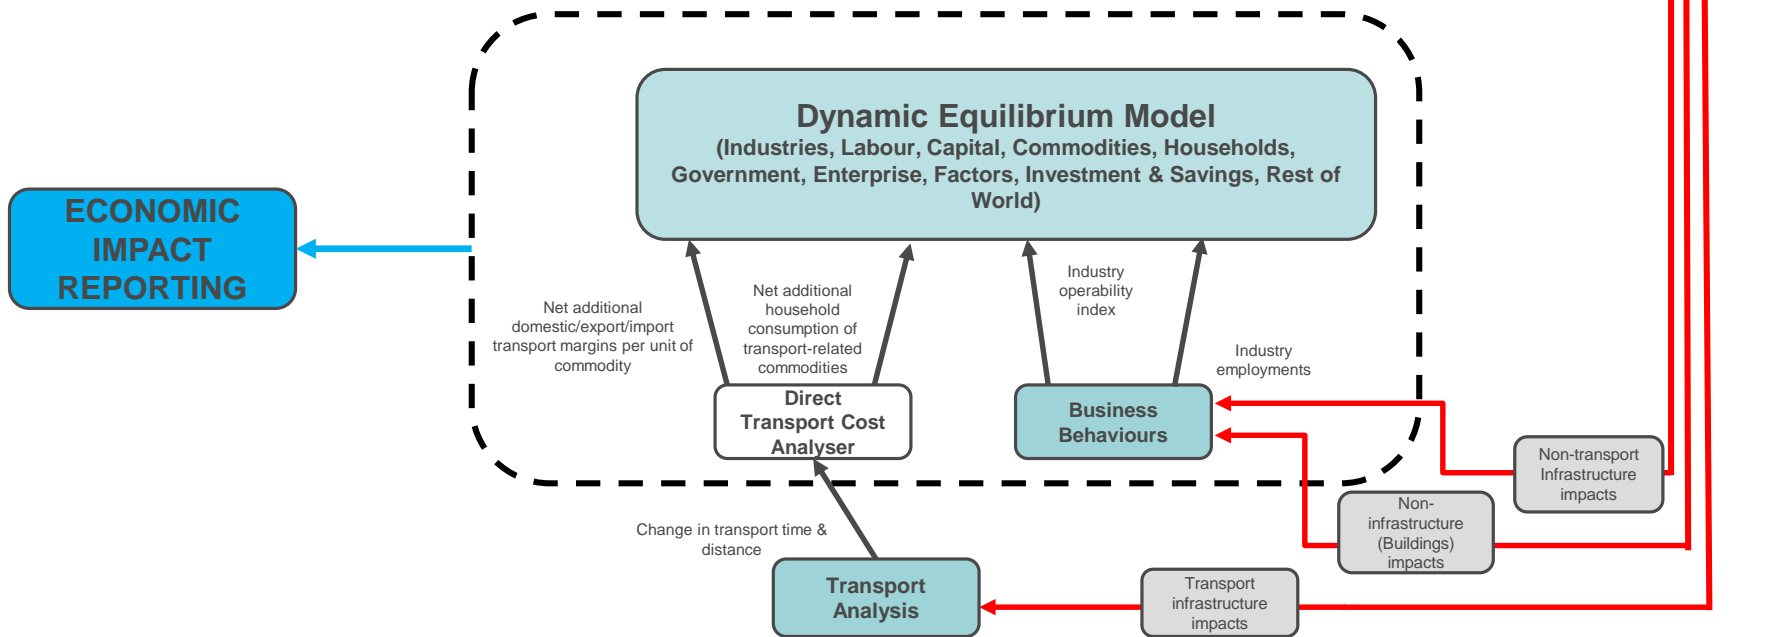 Dynamic Equilibrium Model
(Industries, Labour, Capital, Commodities, Households,
Government, Enterprise, Factors, Investment & Savings, Rest of
World)
ECONOMIC
IMPACT
REPORTING
Net additional
domestic/export/import
transport margins per unit of
commodity
Net additional
household
consumption of
transport-related
commodities
Industry
operability
index
Industry
employments
Direct
Transport Cost
Analyser
Business
Behaviours
Non-transport
Infrastructure
impacts
Non-
infrastructure
(Buildings)
impacts
Change in transport time &
distance
Transport
Analysis
Transport
infrastructure
impacts